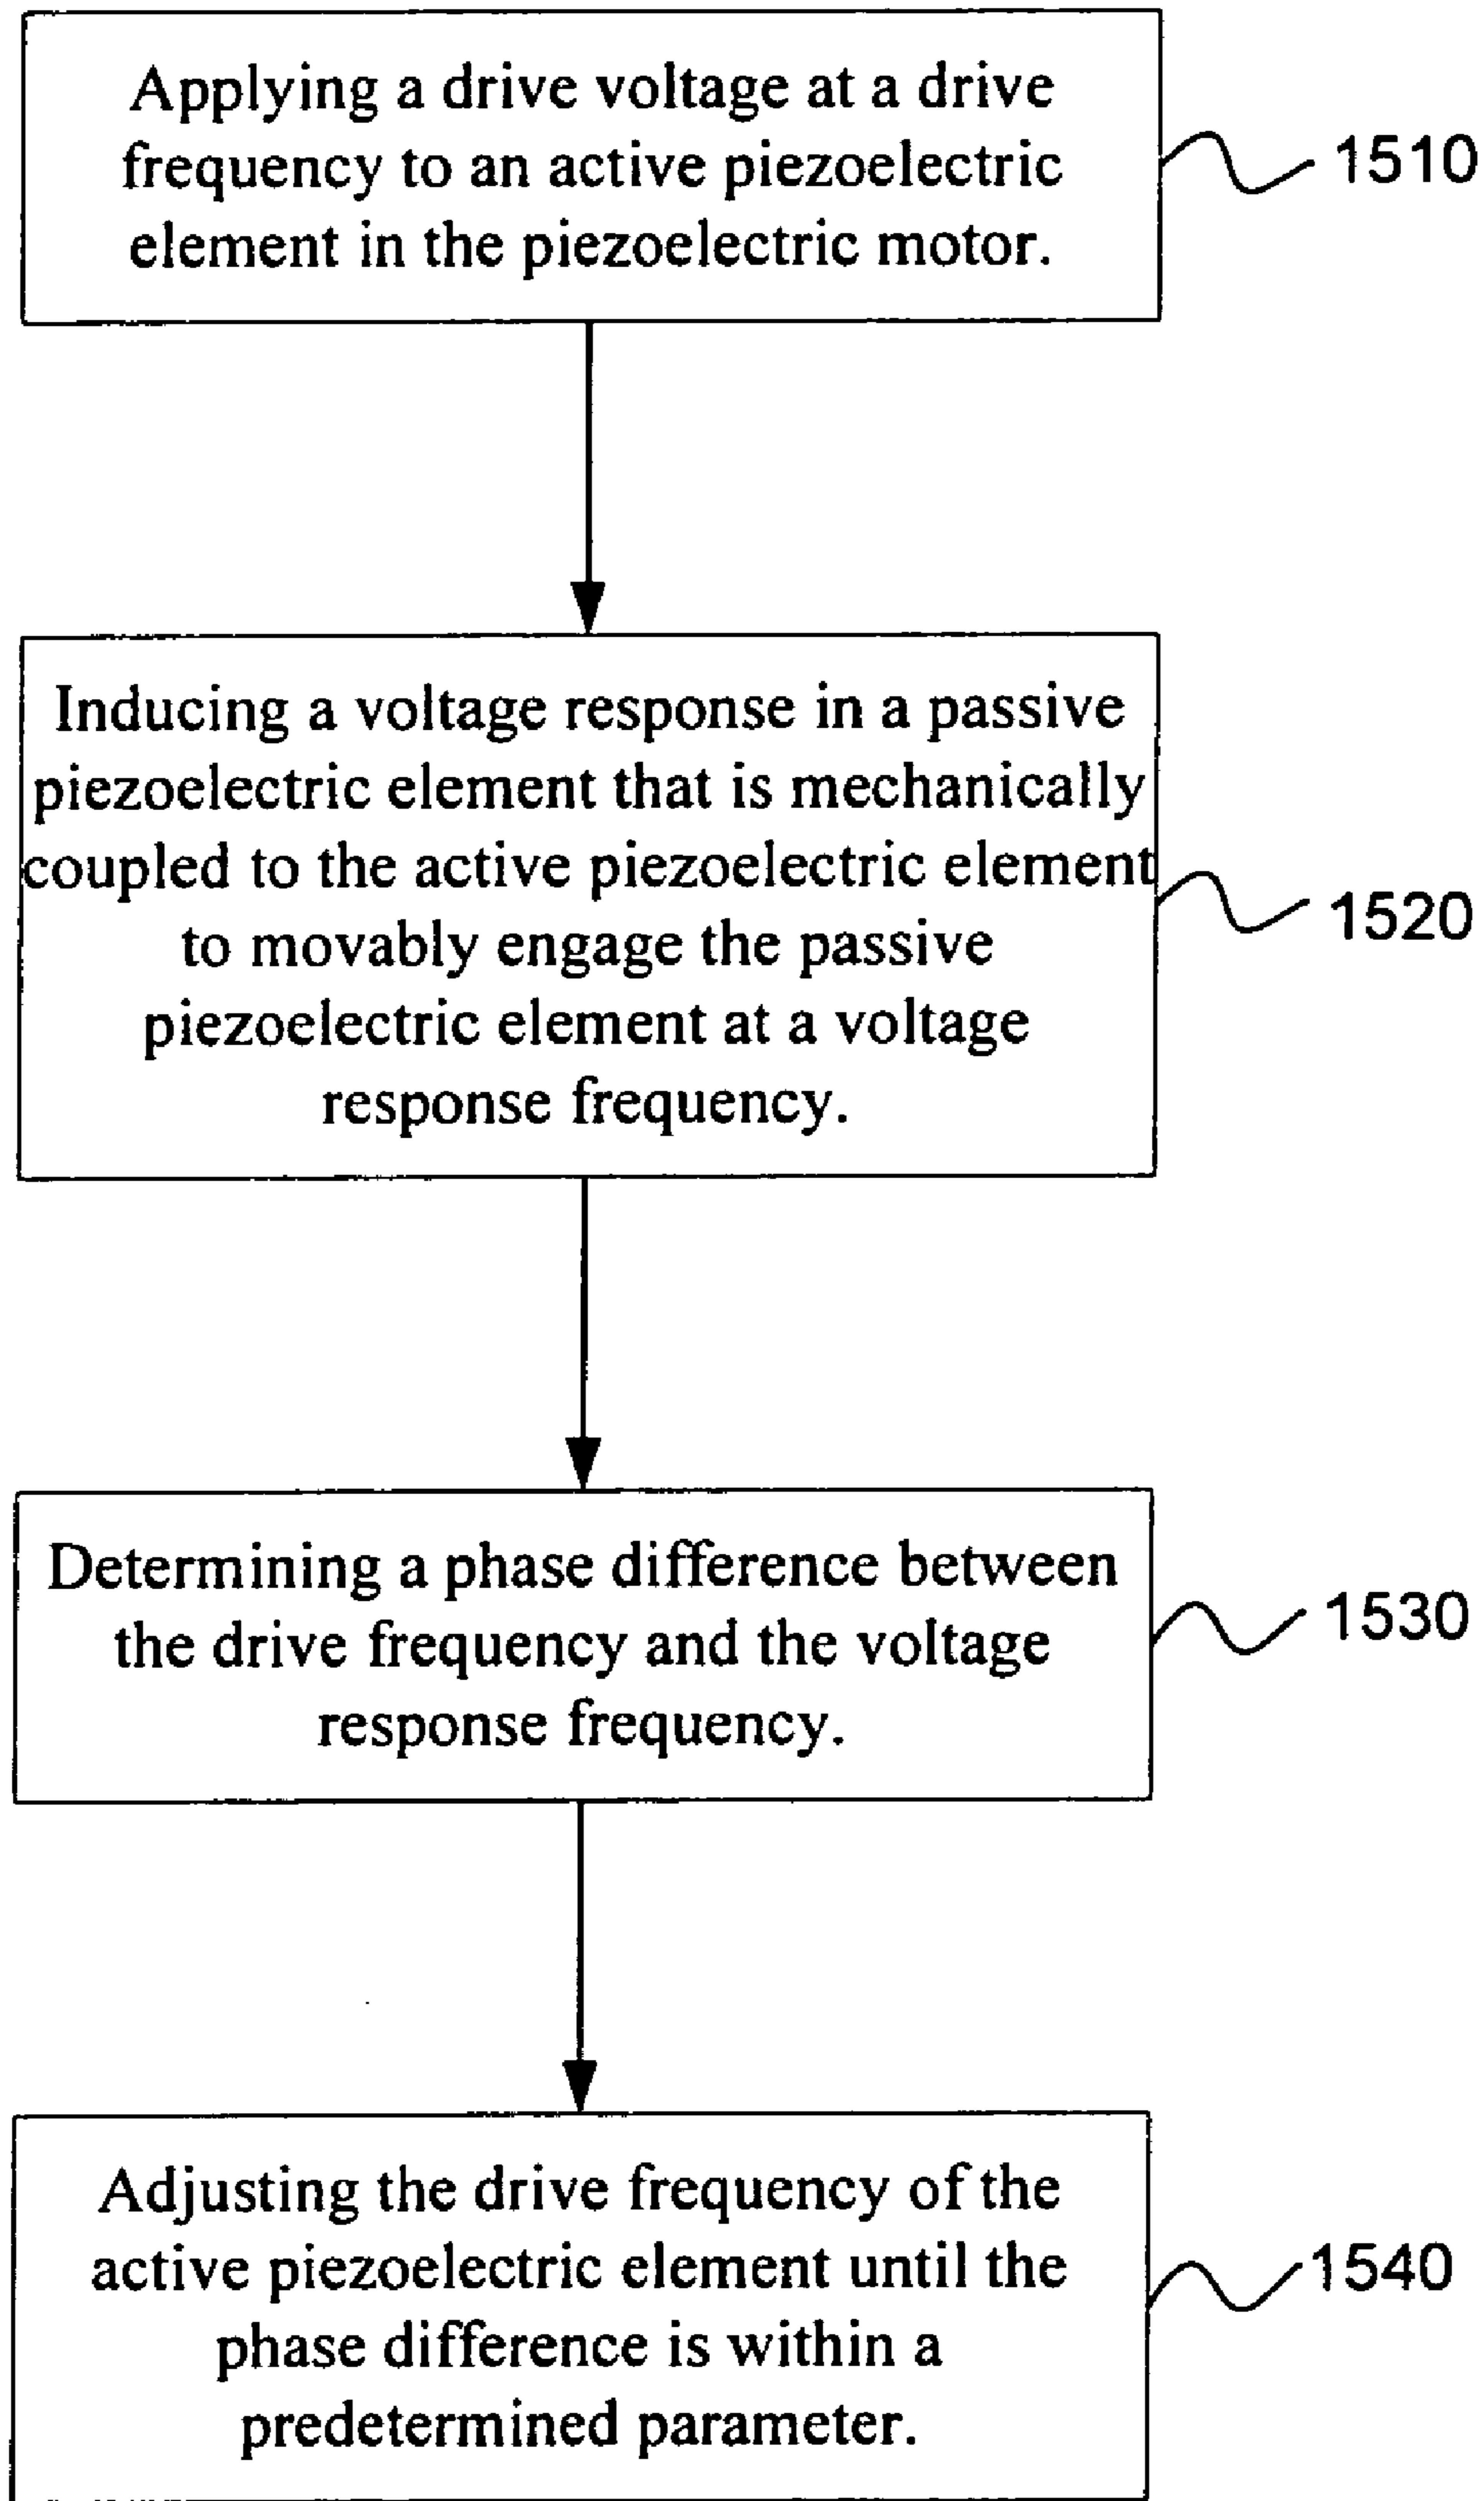 Applying a drive voltage at a drive
frequency to an active piezoelectric
element in the piezoelectric motor.
1510
Inducing a voltage response in a passive
piezoelectric element that is mechanically
coupled to the active piezoelectric element
to movably engage the passive
piezoelectric element at a voltage
response frequency.
1520
Determining a phase difference between
the drive frequency and the voltage
response frequency.
1530
Adjusting the drive frequency of the
active piezoelectric element until the
phase difference is within a
predetermined parameter.
1540